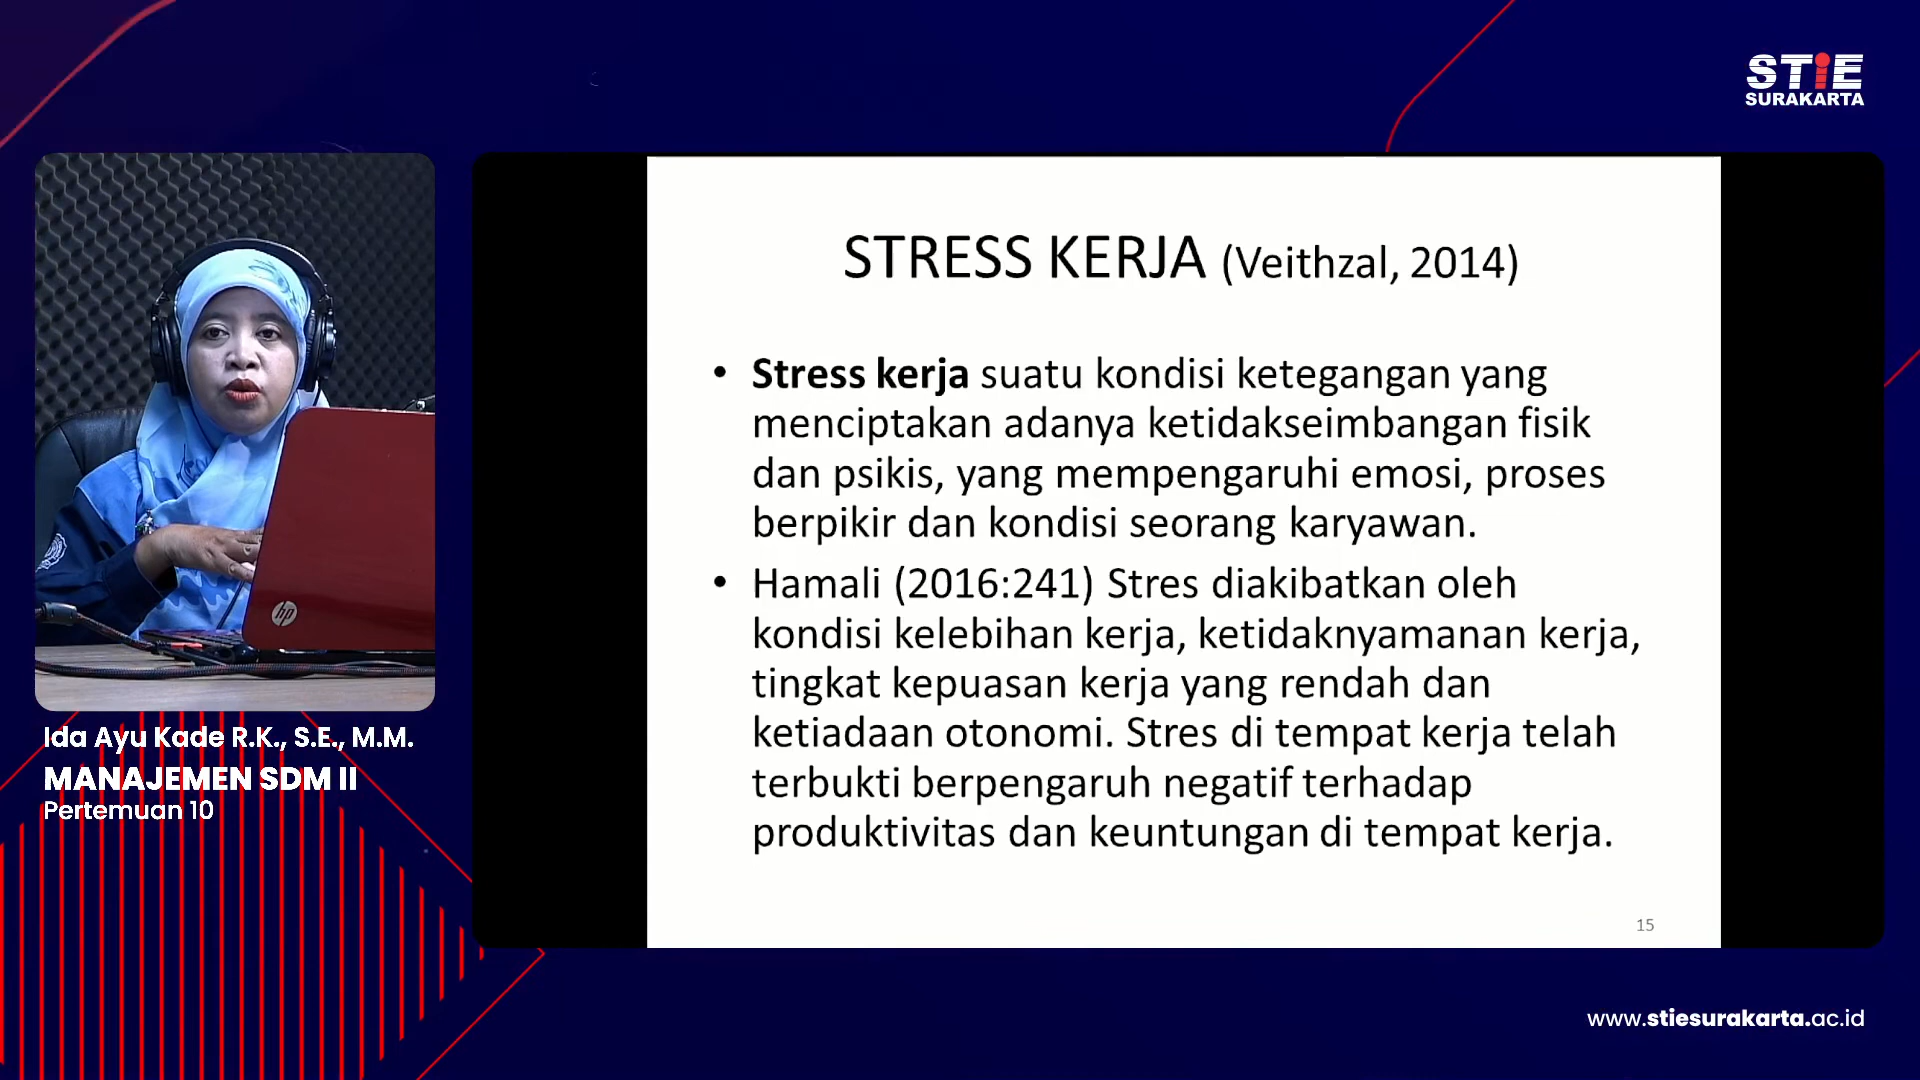 STiE
SURAKARTA
STRESS KERJA (Veithzal, 2014)
• Stress kerja suatu kondisi ketegangan yang
menciptakan adanya ketidakseimbangan fisik
dan psikis, yang mempengaruhi emosi, proses
berpikir dan kondisi seorang karyawan.
• Hamali (2016:241) Stres diakibatkan oleh
kondisi kelebihan kerja, ketidaknyamanan kerja,
tingkat kepuasan kerja yang rendah dan
ketiadaan otonomi. Stres di tempat kerja telah
terbukti berpengaruh negatif terhadap
produktivitas dan keuntungan di tempat kerja.
15
hp
Ida Ayu Kade R.K., S.E., M.M.
MANAJEMEN SDM II
Pertemuan 10
www.stiesurakarta.ac.id